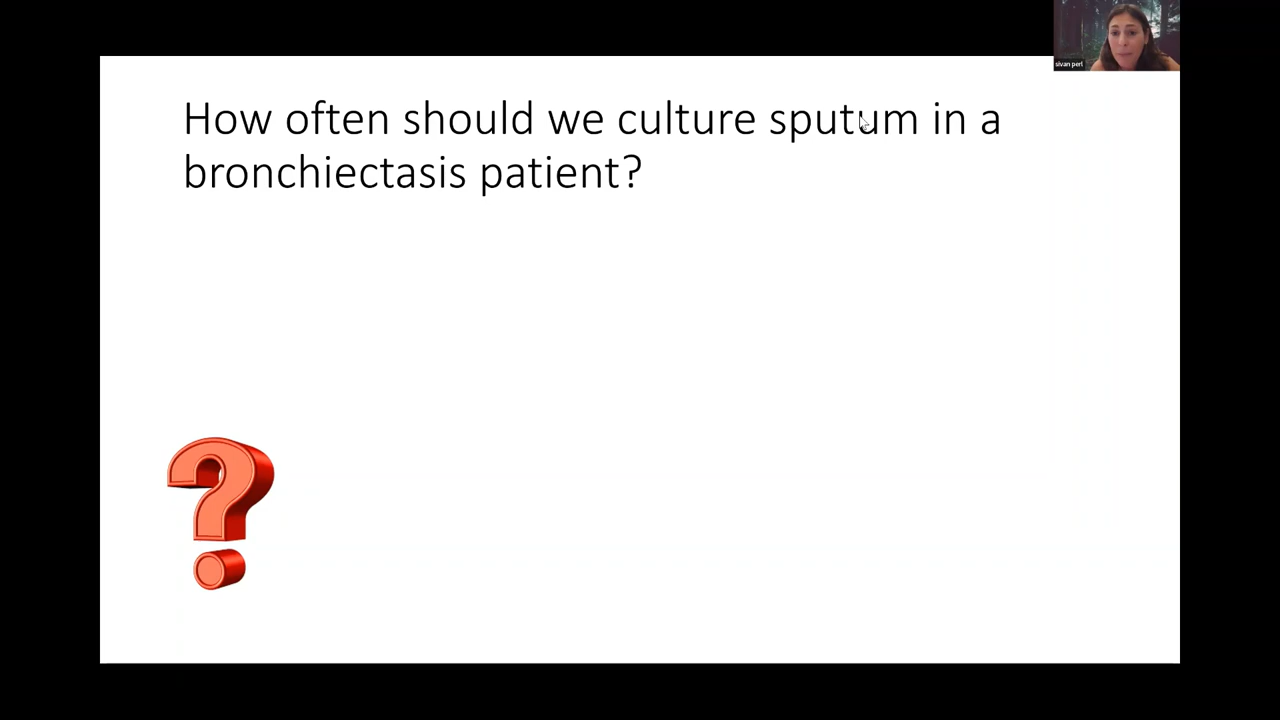 sivan perl
How often should we culture sputum in a
bronchiectasis patient?